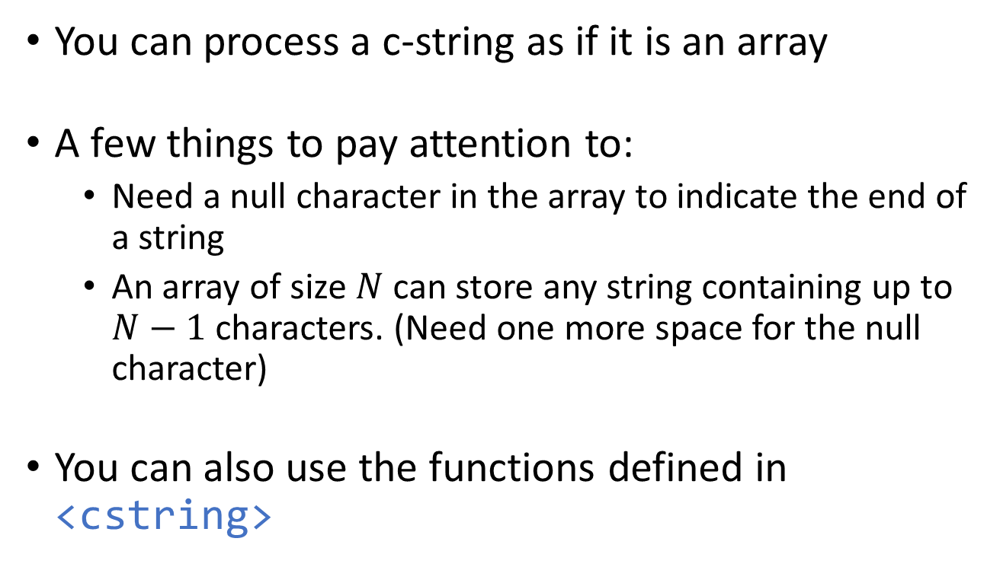 • You can process a c-string as if it is an array
• A few things to pay attention to:
• Need a null character in the array to indicate the end of
a string
• An array of size N can store any string containing up to
N − 1 characters. (Need one more space for the null
character)
• You can also use the functions defined in
<cstring>